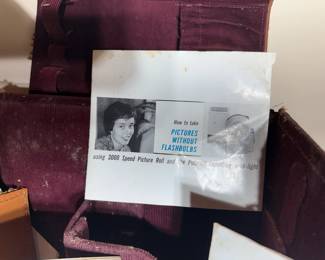 How to take
PICTURES
WITHOUT
FLASHBULBS
using 3000 Speed Picture Roll and the